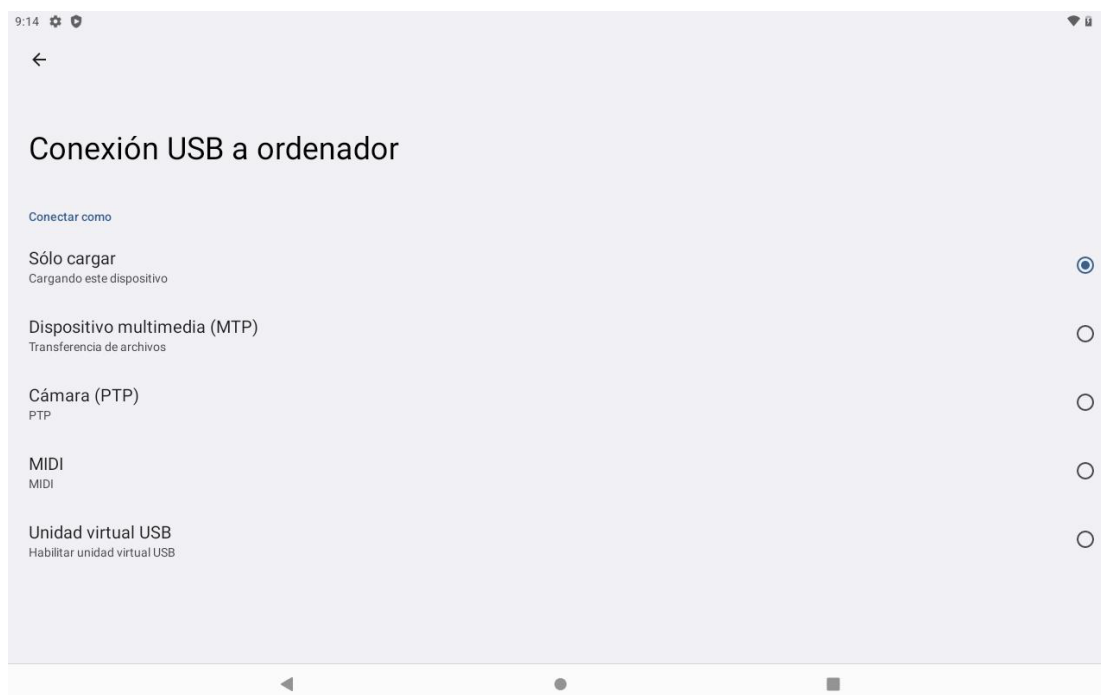 9:14
Conexión USB a ordenador
Conectar como
Sólo cargar
Cargando este dispositivo
Dispositivo multimedia (MTP)
Transferencia de archivos
Cámara (PTP)
PTP
MIDI
MIDI
Unidad virtual USB
Habilitar unidad virtual USB